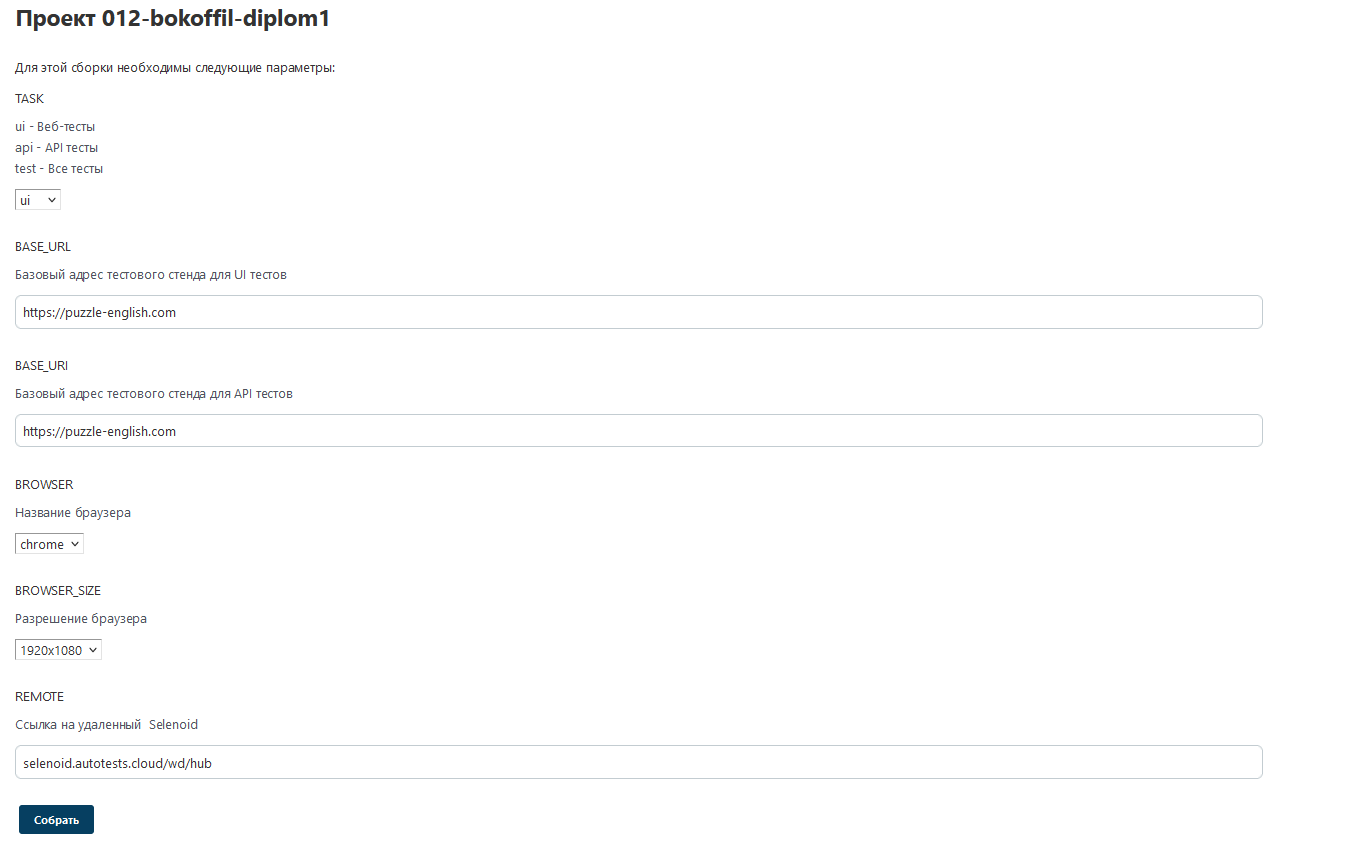 Проект 012-bokoffil-diplom1
Для этой сборки необходимы следующие параметры:
TASK
ui - Веб-тесты
api - API тесты
test - Все тесты
ui
BASE_URL
Базовый адрес тестового стенда для UI тестов
https://puzzle-english.com
BASE_URI
Базовый адрес тестового стенда для API тестов
https://puzzle-english.com
BROWSER
Название браузера
chrome
BROWSER_SIZE
Разрешение браузера
1920x1080
REMOTE
Ссылка на удаленный  Selenoid
selenoid.autotests.cloud/wd/hub
Собрать